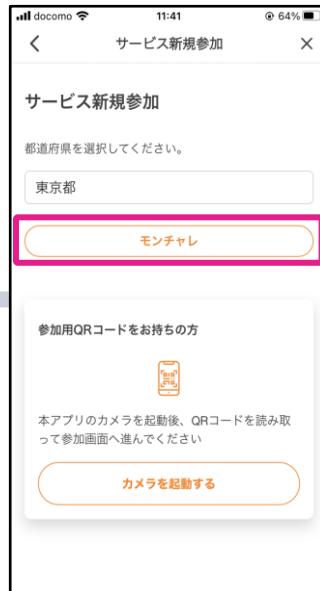 docomo 11:41 64%
サービス新規参加
サービス新規参加
都道府県を選択してください。
東京都
モンチャレ
参加用QRコードをお持ちの方
本アプリのカメラを起動後、QRコードを読み取
って参加画面へ進んでください
カメラを起動する